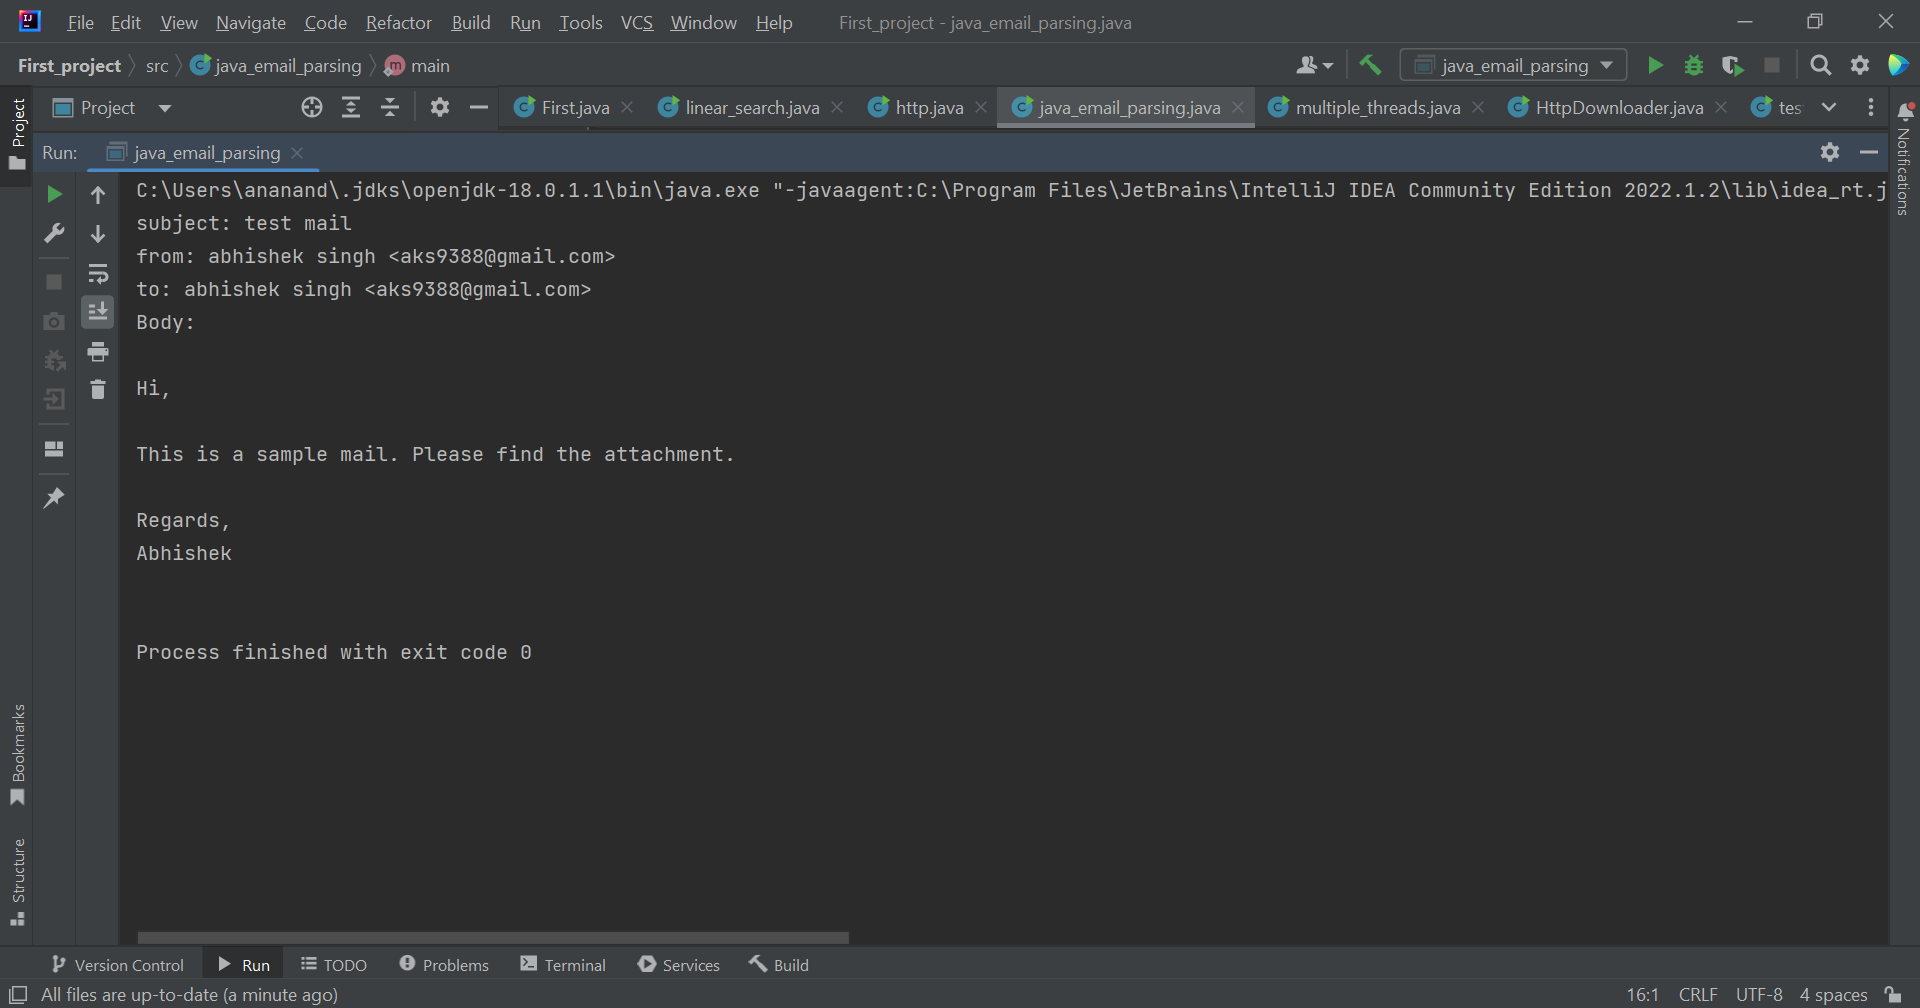 File Edit View Navigate Code Refactor Build Run Tools VCS Window Help First_project - java_email_parsing.java
First_project src java_email_parsing main java_email_parsing
Project First.java linear_search.java http.java java_email_parsing.java multiple_threads.java HttpDownloader.java tes
Run: java_email_parsing
C:\Users\ananand\.jdks\openjdk-18.0.1.1\bin\java.exe "-javaagent:C:\Program Files\JetBrains\IntelliJ IDEA Community Edition 2022.1.2\lib\idea_rt.j
subject: test mail
from: abhishek singh <aks9388@gmail.com>
to: abhishek singh <aks9388@gmail.com>
Body:
Hi,
This is a sample mail. Please find the attachment.
Regards,
Abhishek
Process finished with exit code 0
Project
Bookmarks
Structure
Notifications
Version Control Run TODO Problems Terminal Services Build
All files are up-to-date (a minute ago) 16:1 CRLF UTF-8 4 spaces